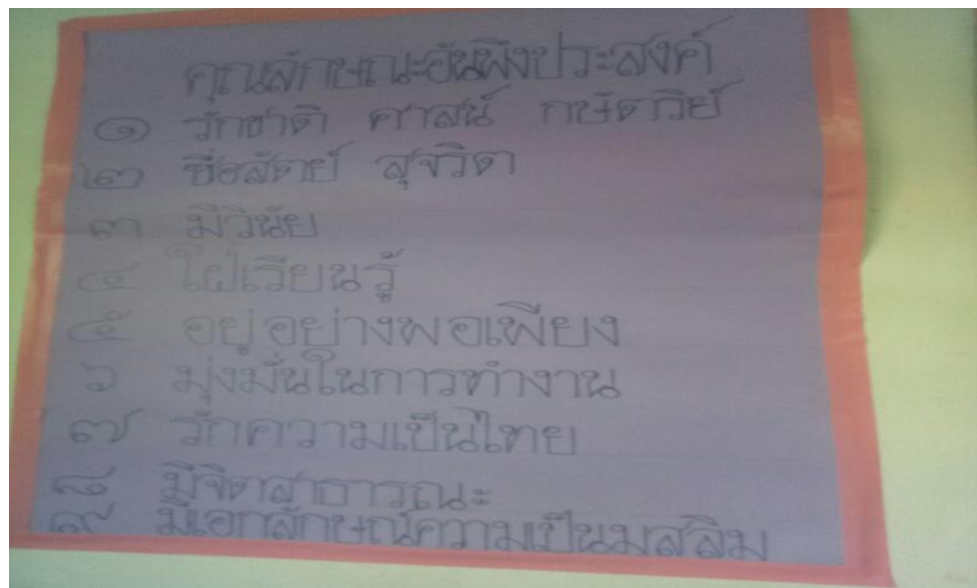 คุณลักษณะอันพึงประสงค์
๑ รักชาติ ศาสน์ กษัตริย์
๒ ซื่อสัตย์ สุจริต
๓ มีวินัย
๔ ใฝ่เรียนรู้
๕ อยู่อย่างพอเพียง
๖ มุ่งมั่นในการทำงาน
๗ รักความเป็นไทย
๘ มีจิตสาธารณะ
๙ มีเอกลักษณ์ความเป็นมุสลิม